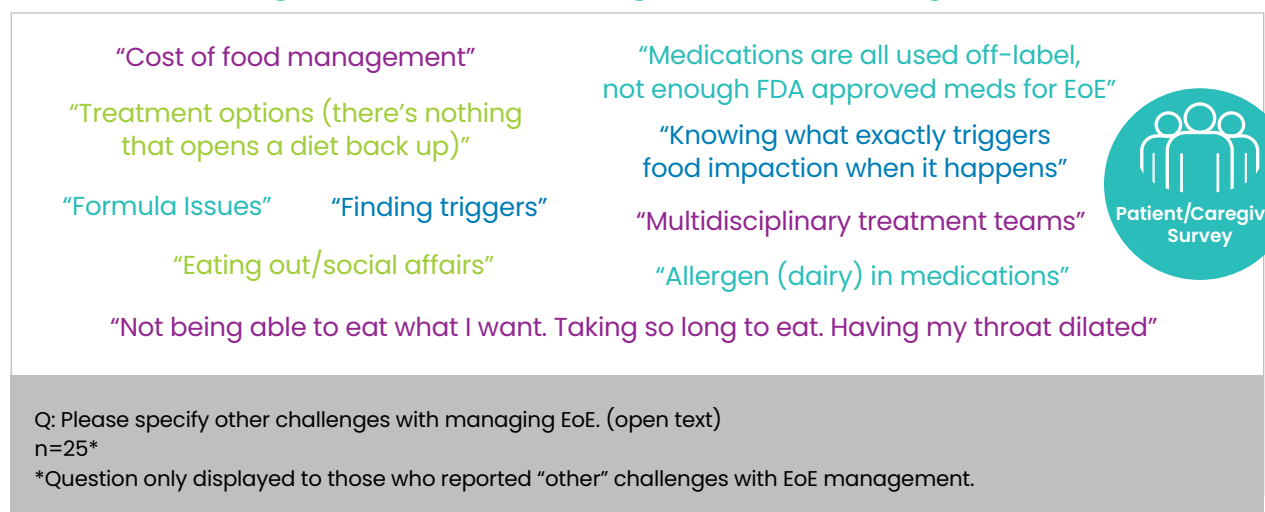 “Cost of food management”
“Medications are all used off-label,
not enough FDA approved meds for EoE”
“Treatment options (there’s nothing
that opens a diet back up)”
“Knowing what exactly triggers
food impaction when it happens”
“Formula Issues”
“Finding triggers”
“Multidisciplinary treatment teams”
“Eating out/social affairs”
“Allergen (dairy) in medications”
“Not being able to eat what I want. Taking so long to eat. Having my throat dilated”
Patient/Caregiv
Survey
Q: Please specify other challenges with managing EoE. (open text)
n=25*
*Question only displayed to those who reported “other” challenges with EoE management.